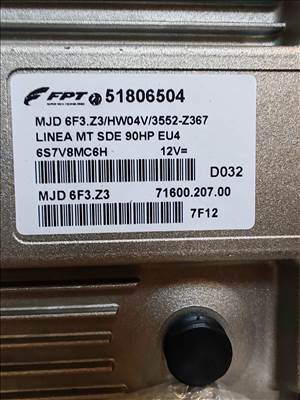 FPT 51806504
MJD 6F3.Z3/HW04V/3552-Z367
LINEA MT SDE 90HP EU4
6S7V8MC6H 12V=
D032
MJD 6F3.Z3 71600.207.00
7F12